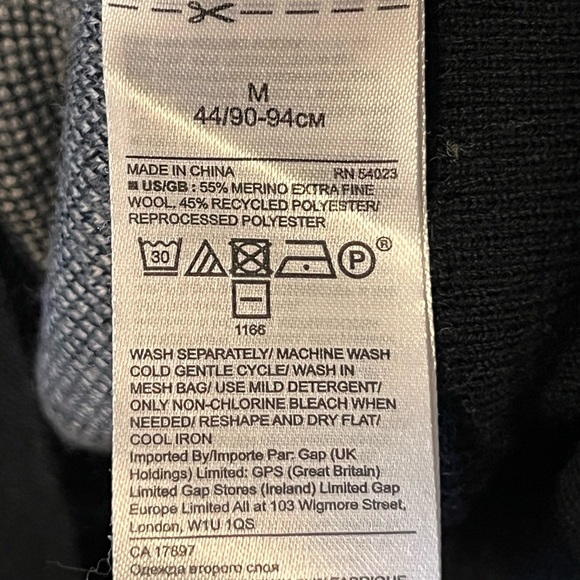 M
44/90-94CM
MADE IN CHINA RN 54023
US/GB : 55% MERINO EXTRA FINE
WOOL, 45% RECYCLED POLYESTER/
REPROCESSED POLYESTER
30 P ®
1166
WASH SEPARATELY/ MACHINE WASH
COLD GENTLE CYCLE/ WASH IN
MESH BAG/ USE MILD DETERGENT/
ONLY NON-CHLORINE BLEACH WHEN
NEEDED/ RESHAPE AND DRY FLAT/
COOL IRON
Imported By/Importe Par: Gap (UK
Holdings) Limited: GPS (Great Britain)
Limited Gap Stores (Ireland) Limited Gap
Europe Limited All at 103 Wigmore Street,
London, W1U 1QS
CA 17897
Одежда второго слоя